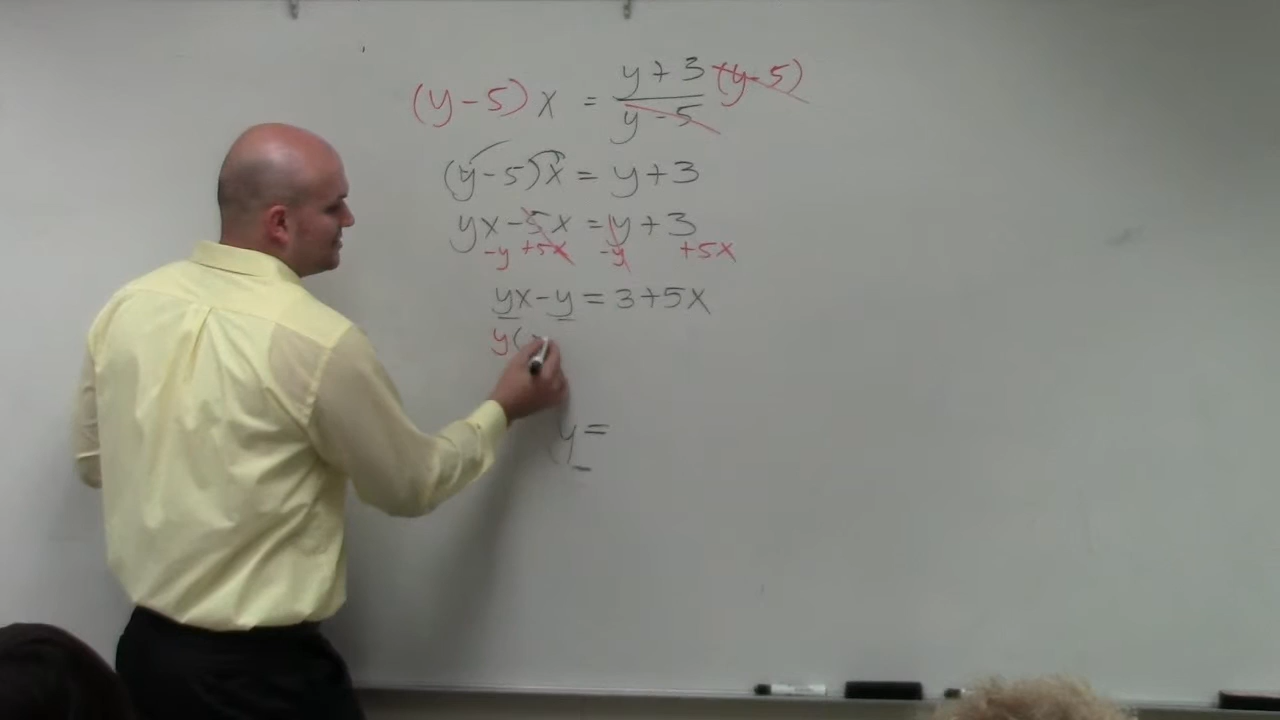 (y-5)x = y+3/y-5 (y-5)
(y-5)x = y+3
yx-5x = y+3
-y +5x -y +5x
yx-y = 3+5x
y(
y=